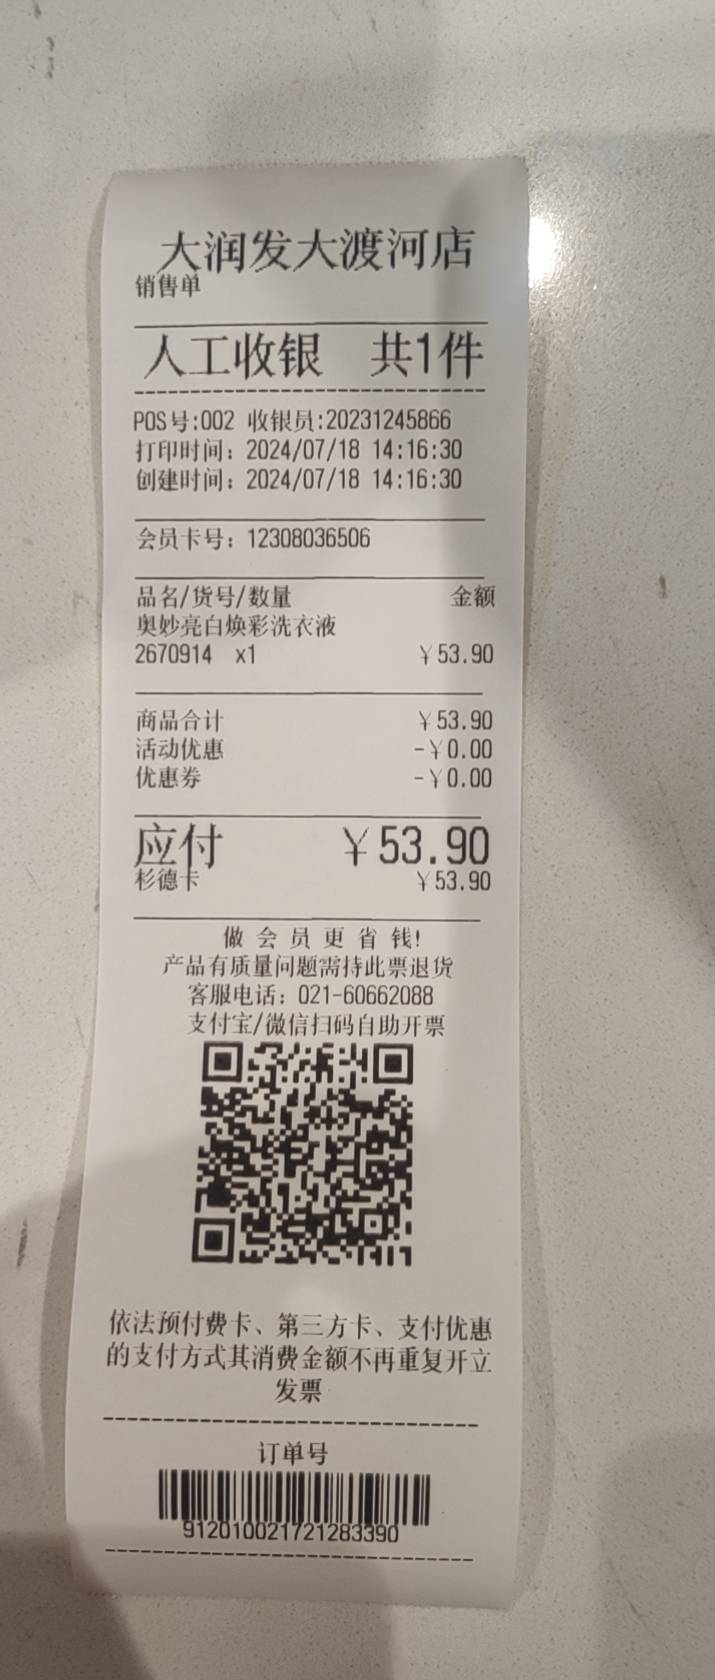 大润发大渡河店
销售单
人工收银 共1件
POS号:002 收银员:20231245866
打印时间: 2024/07/18 14:16:30
创建时间: 2024/07/18 14:16:30
会员卡号: 12308036506
品名/货号/数量 金额
奥妙亮白焕彩洗衣液
2670914 x1 ¥53.90
商品合计 ¥53.90
活动优惠 -¥0.00
优惠券 -¥0.00
应付 ¥53.90
杉德卡 ¥53.90
做会员更省钱!
产品有质量问题需持此票退货
客服电话: 021-60662088
支付宝/微信扫码自助开票
依法预付费卡、第三方卡、支付优惠
的支付方式其消费金额不再重复开立
发票
订单号
912010021721283390